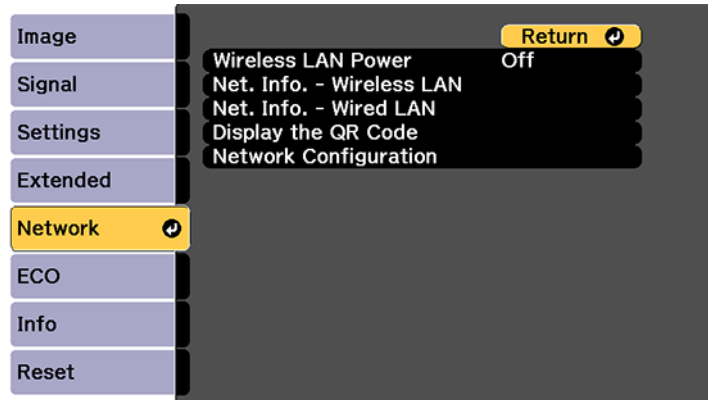 Image
Signal
Settings
Extended
Network
ECO
Info
Reset
Return
Wireless LAN Power Off
Net. Info. - Wireless LAN
Net. Info. - Wired LAN
Display the QR Code
Network Configuration